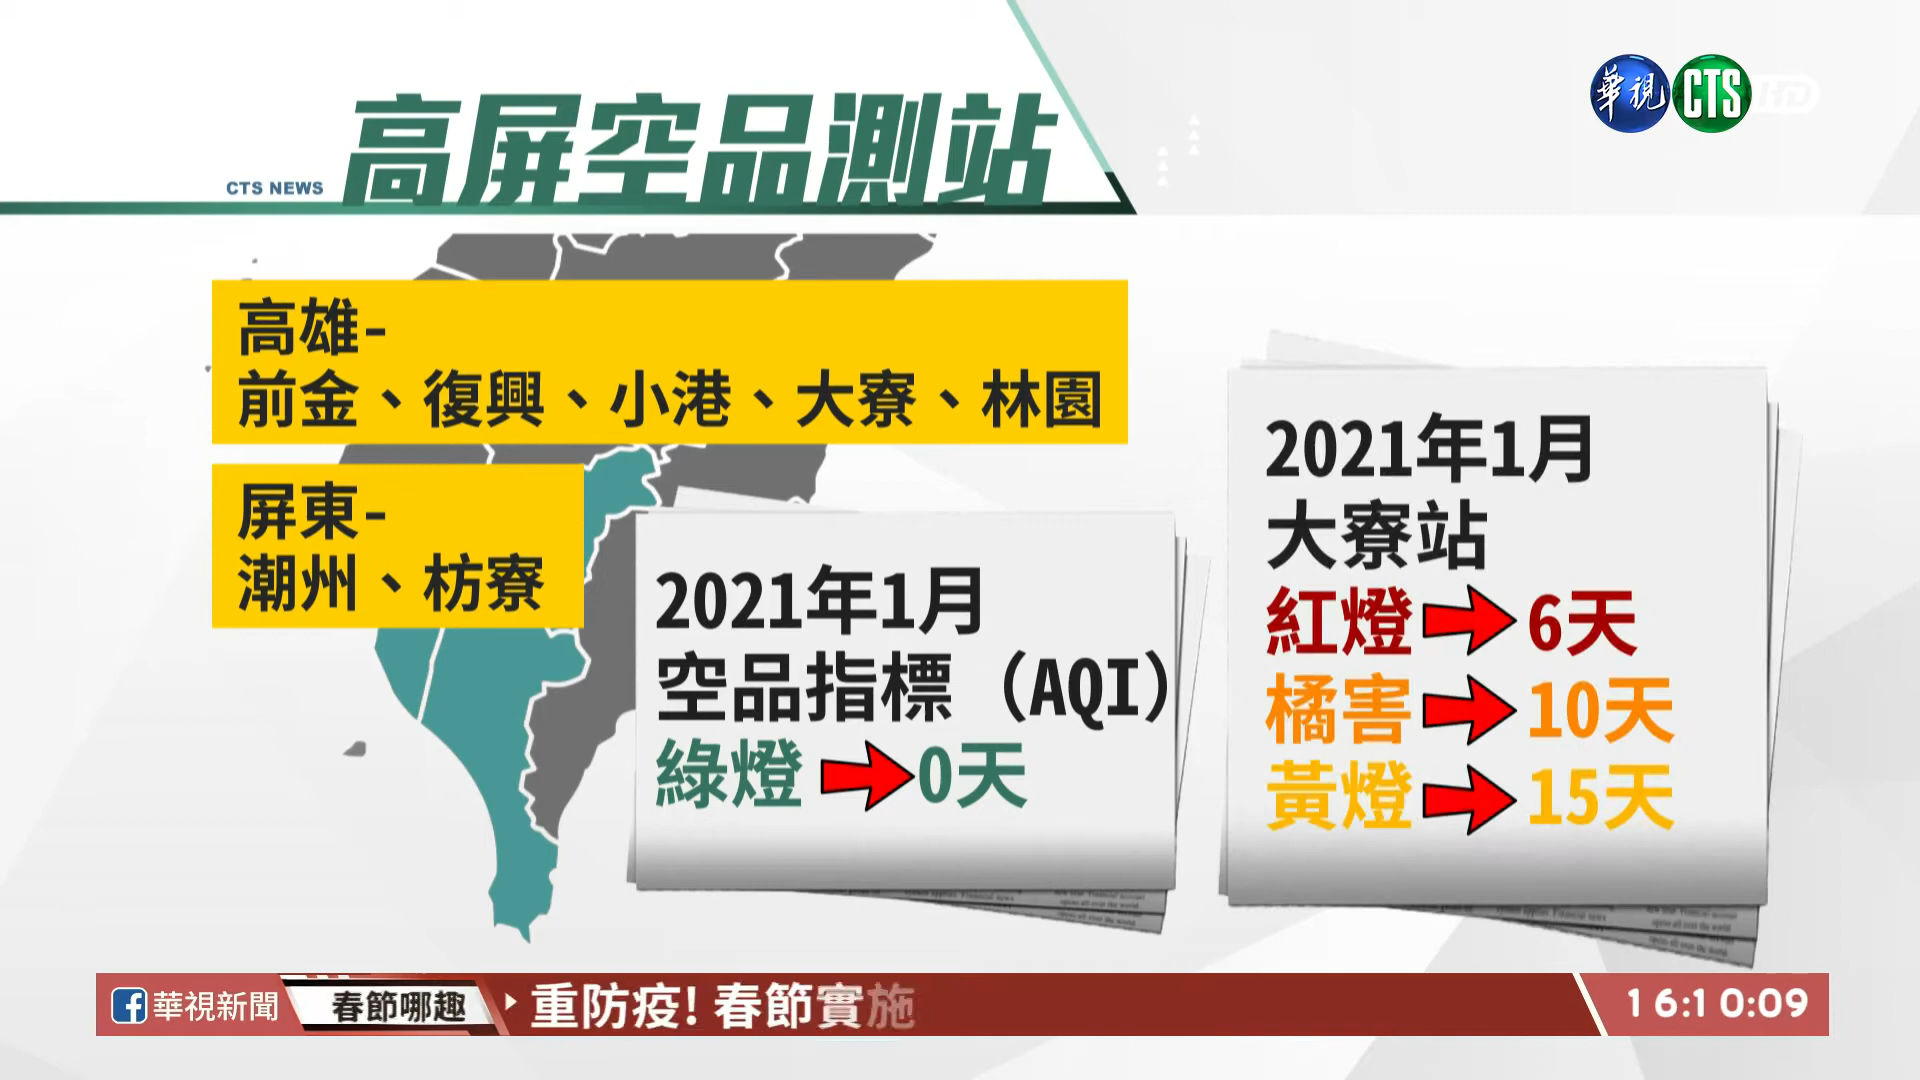 華視 CTS HD
高屏空品測站
CTS NEWS
高雄-
前金、復興、小港、大寮、林園
屏東-
潮州、枋寮
2021年1月
空品指標（AQI）
綠燈 0天
2021年1月
大寮站
紅燈 6天
橘害 10天
黃燈 15天
華視新聞
春節哪趣
重防疫! 春節實施
16:10:09